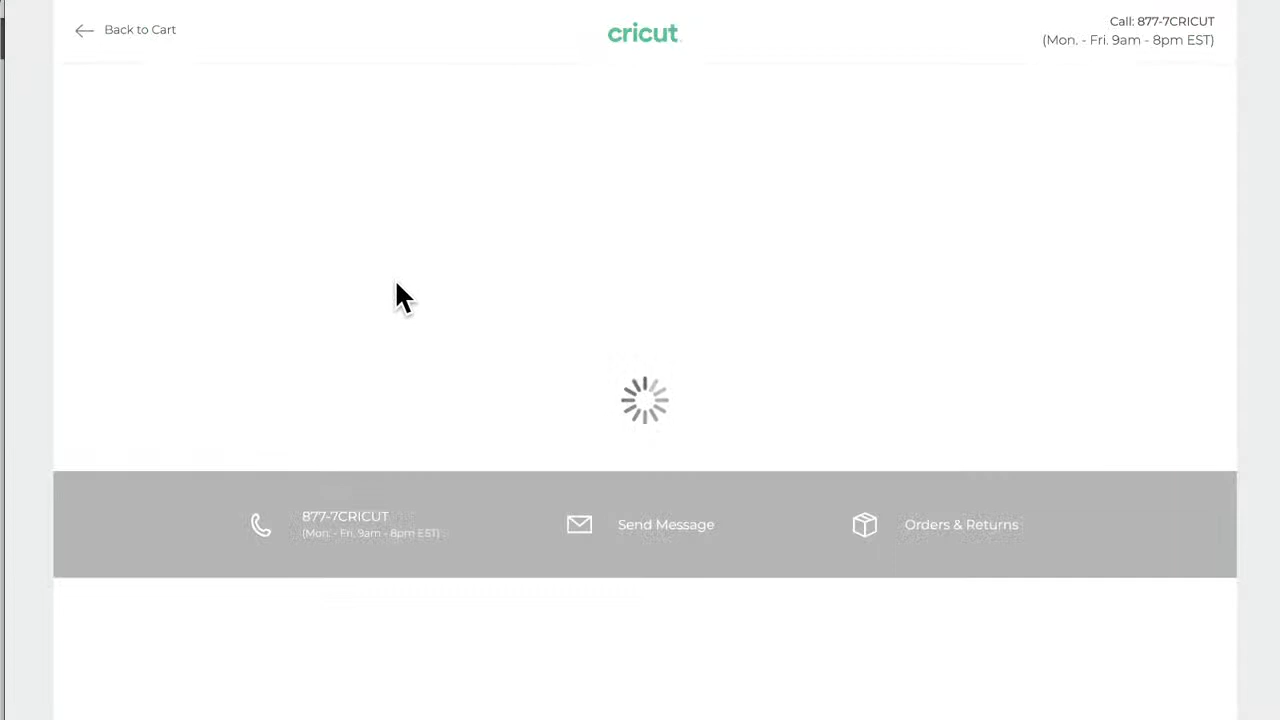 Back to Cart
cricut
Call: 877-7CRICUT
(Mon. - Fri. 9am - 8pm EST)
877-7CRICUT
(Mon. - Fri. 9am - 8pm EST)
Send Message
Orders & Returns